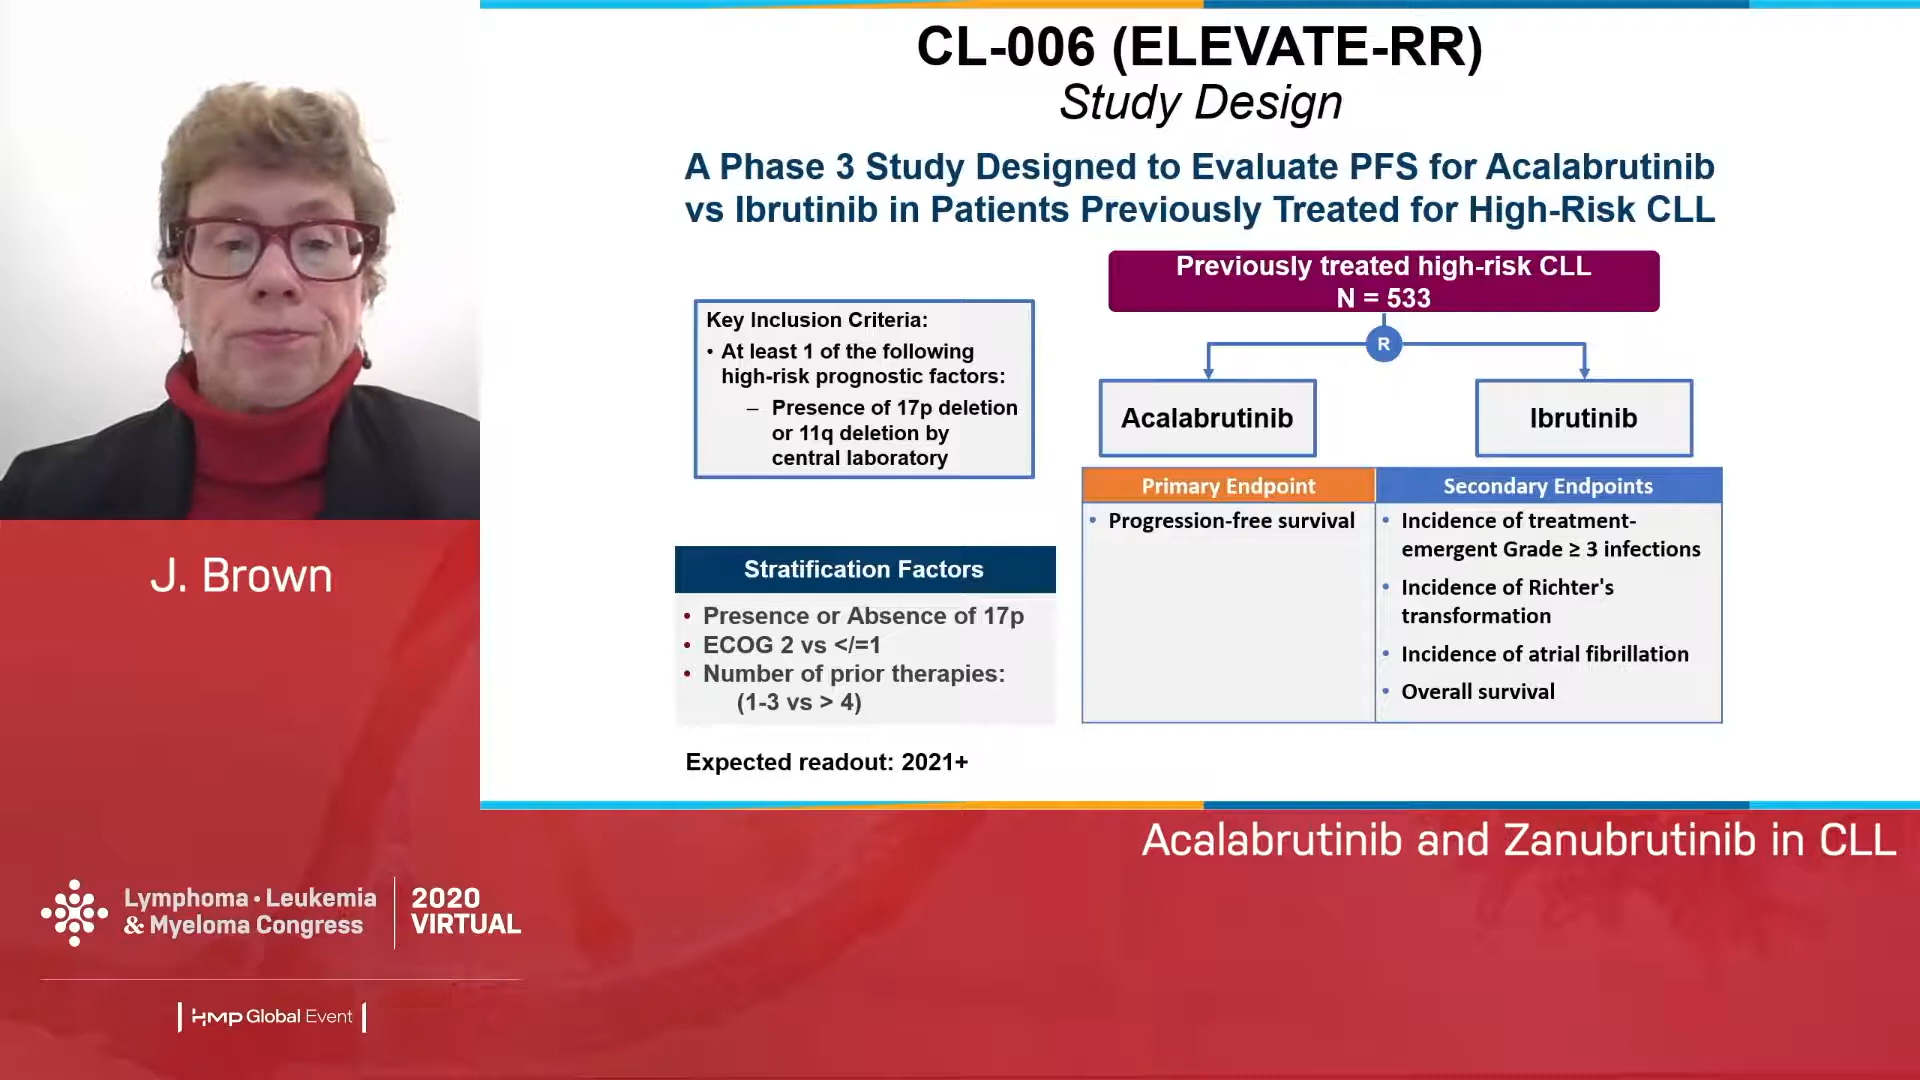 CL-006 (ELEVATE-RR)
Study Design
A Phase 3 Study Designed to Evaluate PFS for Acalabrutinib
vs Ibrutinib in Patients Previously Treated for High-Risk CLL
Previously treated high-risk CLL
N = 533
R
Acalabrutinib
Ibrutinib
Key Inclusion Criteria:
• At least 1 of the following
high-risk prognostic factors:
– Presence of 17p deletion
or 11q deletion by
central laboratory
Primary Endpoint
• Progression-free survival
Secondary Endpoints
• Incidence of treatment-
emergent Grade ≥ 3 infections
• Incidence of Richter's
transformation
• Incidence of atrial fibrillation
• Overall survival
Stratification Factors
• Presence or Absence of 17p
• ECOG 2 vs </=1
• Number of prior therapies:
(1-3 vs > 4)
Expected readout: 2021+
J. Brown
Acalabrutinib and Zanubrutinib in CLL
Lymphoma • Leukemia
& Myeloma Congress
2020
VIRTUAL
HMP Global Event